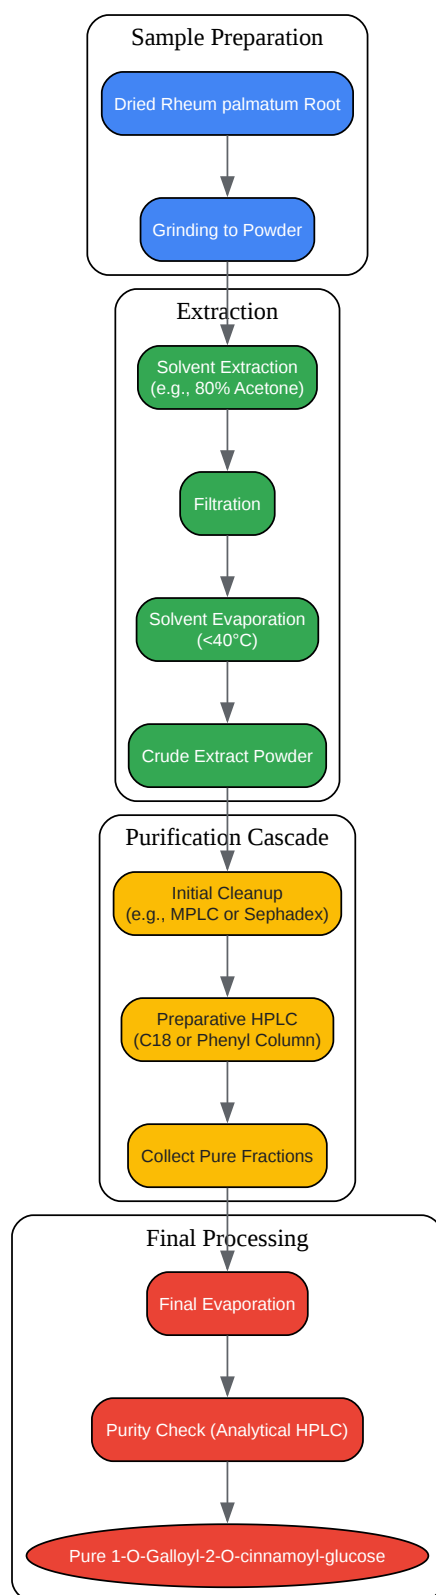 Sample Preparation
Dried Rheum palmatum Root
Grinding to Powder
Extraction
Solvent Extraction
(e.g., 80% Acetone)
Filtration
Solvent Evaporation
(<40°C)
Crude Extract Powder
Purification Cascade
Initial Cleanup
(e.g., MPLC or Sephadex)
Preparative HPLC
(C18 or Phenyl Column)
Collect Pure Fractions
Final Processing
Final Evaporation
Purity Check (Analytical HPLC)
Pure 1-O-Galloyl-2-O-cinnamoyl-glucose